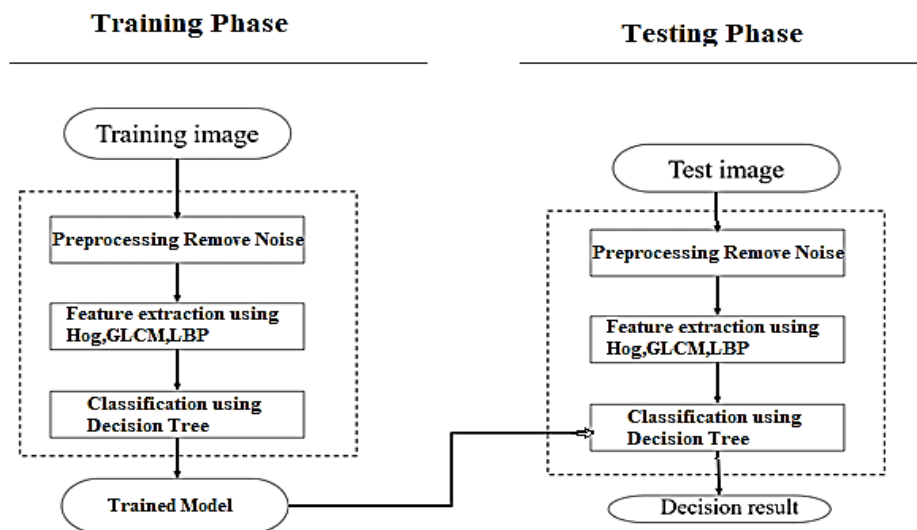 Training Phase
Training image
Preprocessing Remove Noise
Feature extraction using
Hog,GLCM,LBP
Classification using
Decision Tree
Trained Model
Testing Phase
Test image
Preprocessing Remove Noise
Feature extraction using
Hog,GLCM,LBP
Classification using
Decision Tree
Decision result